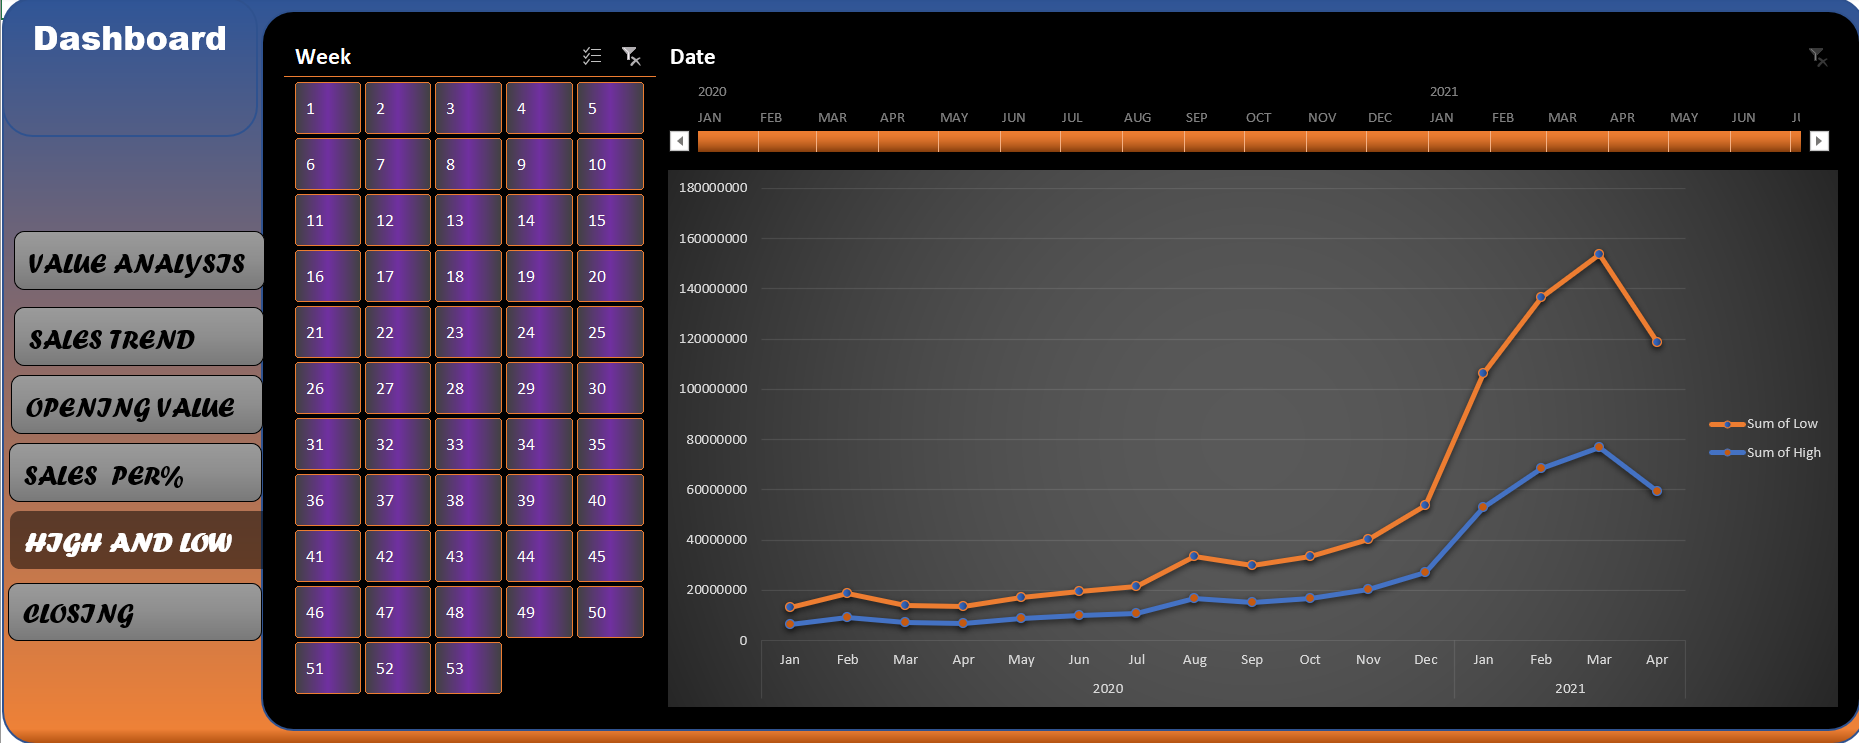 Dashboard
VALUE ANALYSIS
SALES TREND
OPENING VALUE
SALES PER%
HIGH AND LOW
CLOSING
Week
1 2 3 4 5
6 7 8 9 10
11 12 13 14 15
16 17 18 19 20
21 22 23 24 25
26 27 28 29 30
31 32 33 34 35
36 37 38 39 40
41 42 43 44 45
46 47 48 49 50
51 52 53
Date
2020 2021
JAN FEB MAR APR MAY JUN JUL AUG SEP OCT NOV DEC JAN FEB MAR APR MAY JUN
180000000
160000000
140000000
120000000
100000000
80000000
60000000
40000000
20000000
0
Jan Feb Mar Apr May Jun Jul Aug Sep Oct Nov Dec Jan Feb Mar Apr
2020 2021
Sum of Low
Sum of High